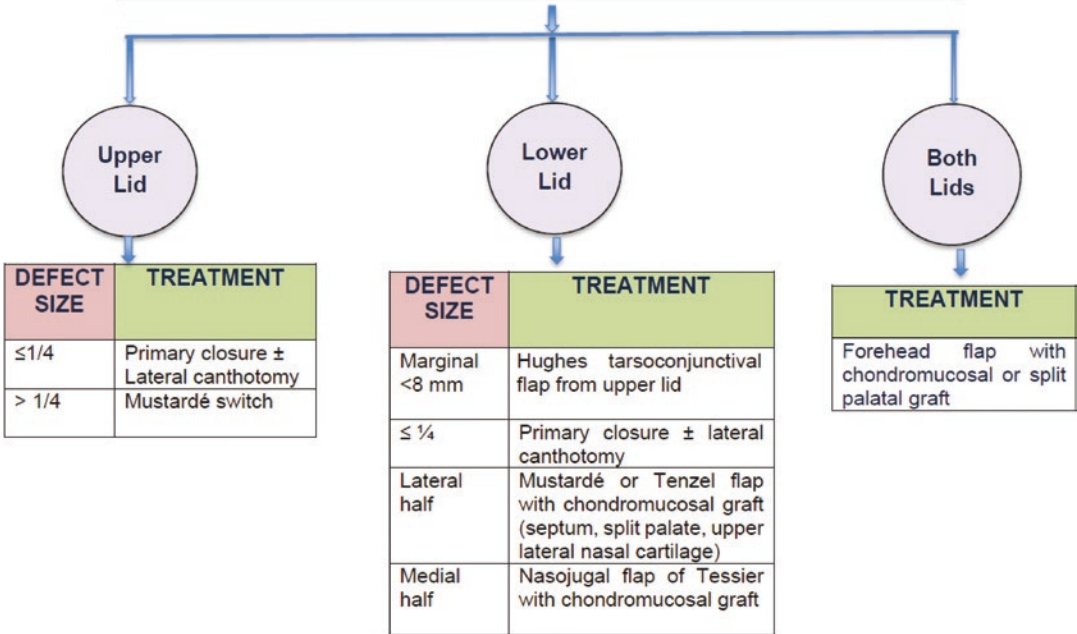 Upper
Lid
Lower
Lid
Both
Lids
DEFECT
SIZE
TREATMENT
≤1/4
Primary closure ±
Lateral canthotomy
> 1/4
Mustardé switch
DEFECT
SIZE
TREATMENT
Marginal
<8 mm
Hughes tarsoconjunctival
flap from upper lid
≤ ¼
Primary closure ± lateral
canthotomy
Lateral
half
Mustardé or Tenzel flap
with chondromucosal graft
(septum, split palate, upper
lateral nasal cartilage)
Medial
half
Nasojugal flap of Tessier
with chondromucosal graft
TREATMENT
Forehead flap with
chondromucosal or split
palatal graft